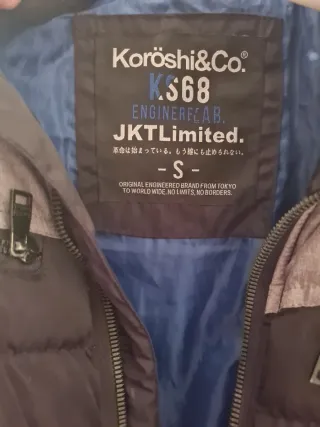 Koröshi&Co.®
KS68
ENGINEREƐAB.
JKTLimited.
革命は始まっている。もう誰にも止められない。
- S -
ORIGINAL ENGINEERED BRAND FROM TOKYO
TO WORLD WIDE, NO LIMITS, NO BORDERS.